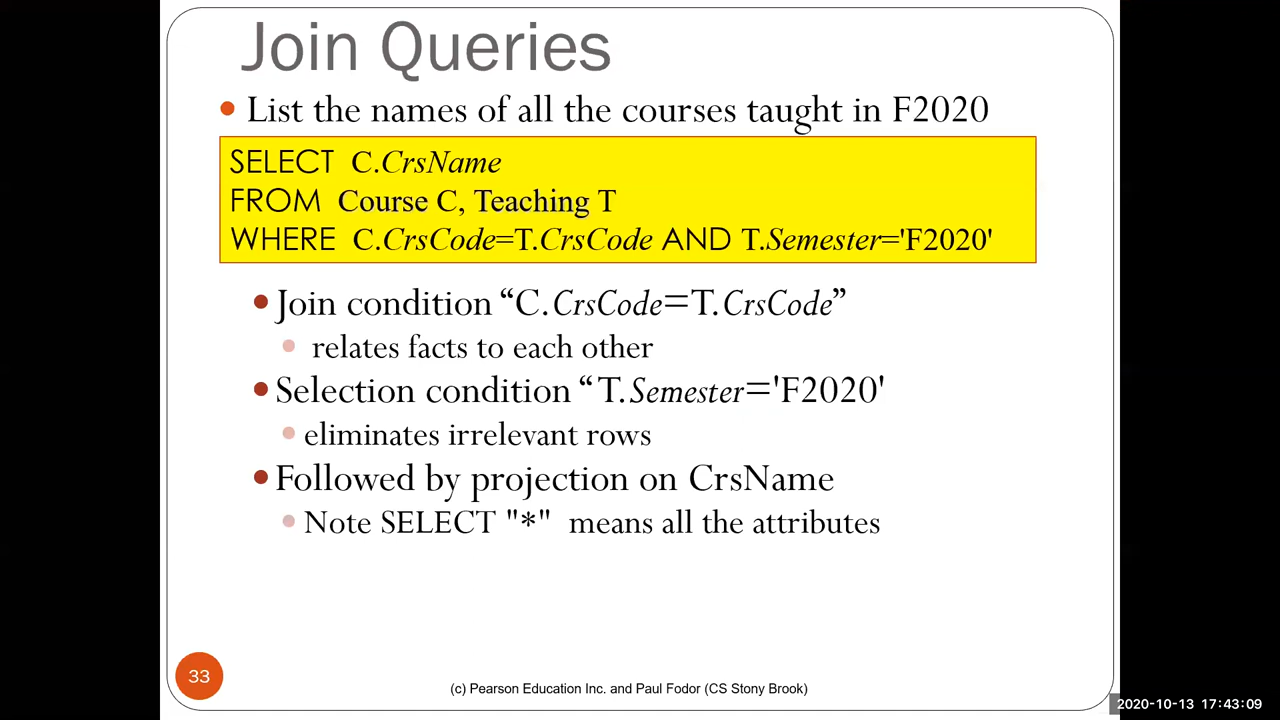 Join Queries
• List the names of all the courses taught in F2020
SELECT C.CrsName
FROM Course C, Teaching T
WHERE C.CrsCode=T.CrsCode AND T.Semester='F2020'
• Join condition “C.CrsCode=T.CrsCode”
• relates facts to each other
• Selection condition “ T.Semester='F2020'
• eliminates irrelevant rows
• Followed by projection on CrsName
• Note SELECT "*" means all the attributes
33
(c) Pearson Education Inc. and Paul Fodor (CS Stony Brook)
2020-10-13 17:43:09